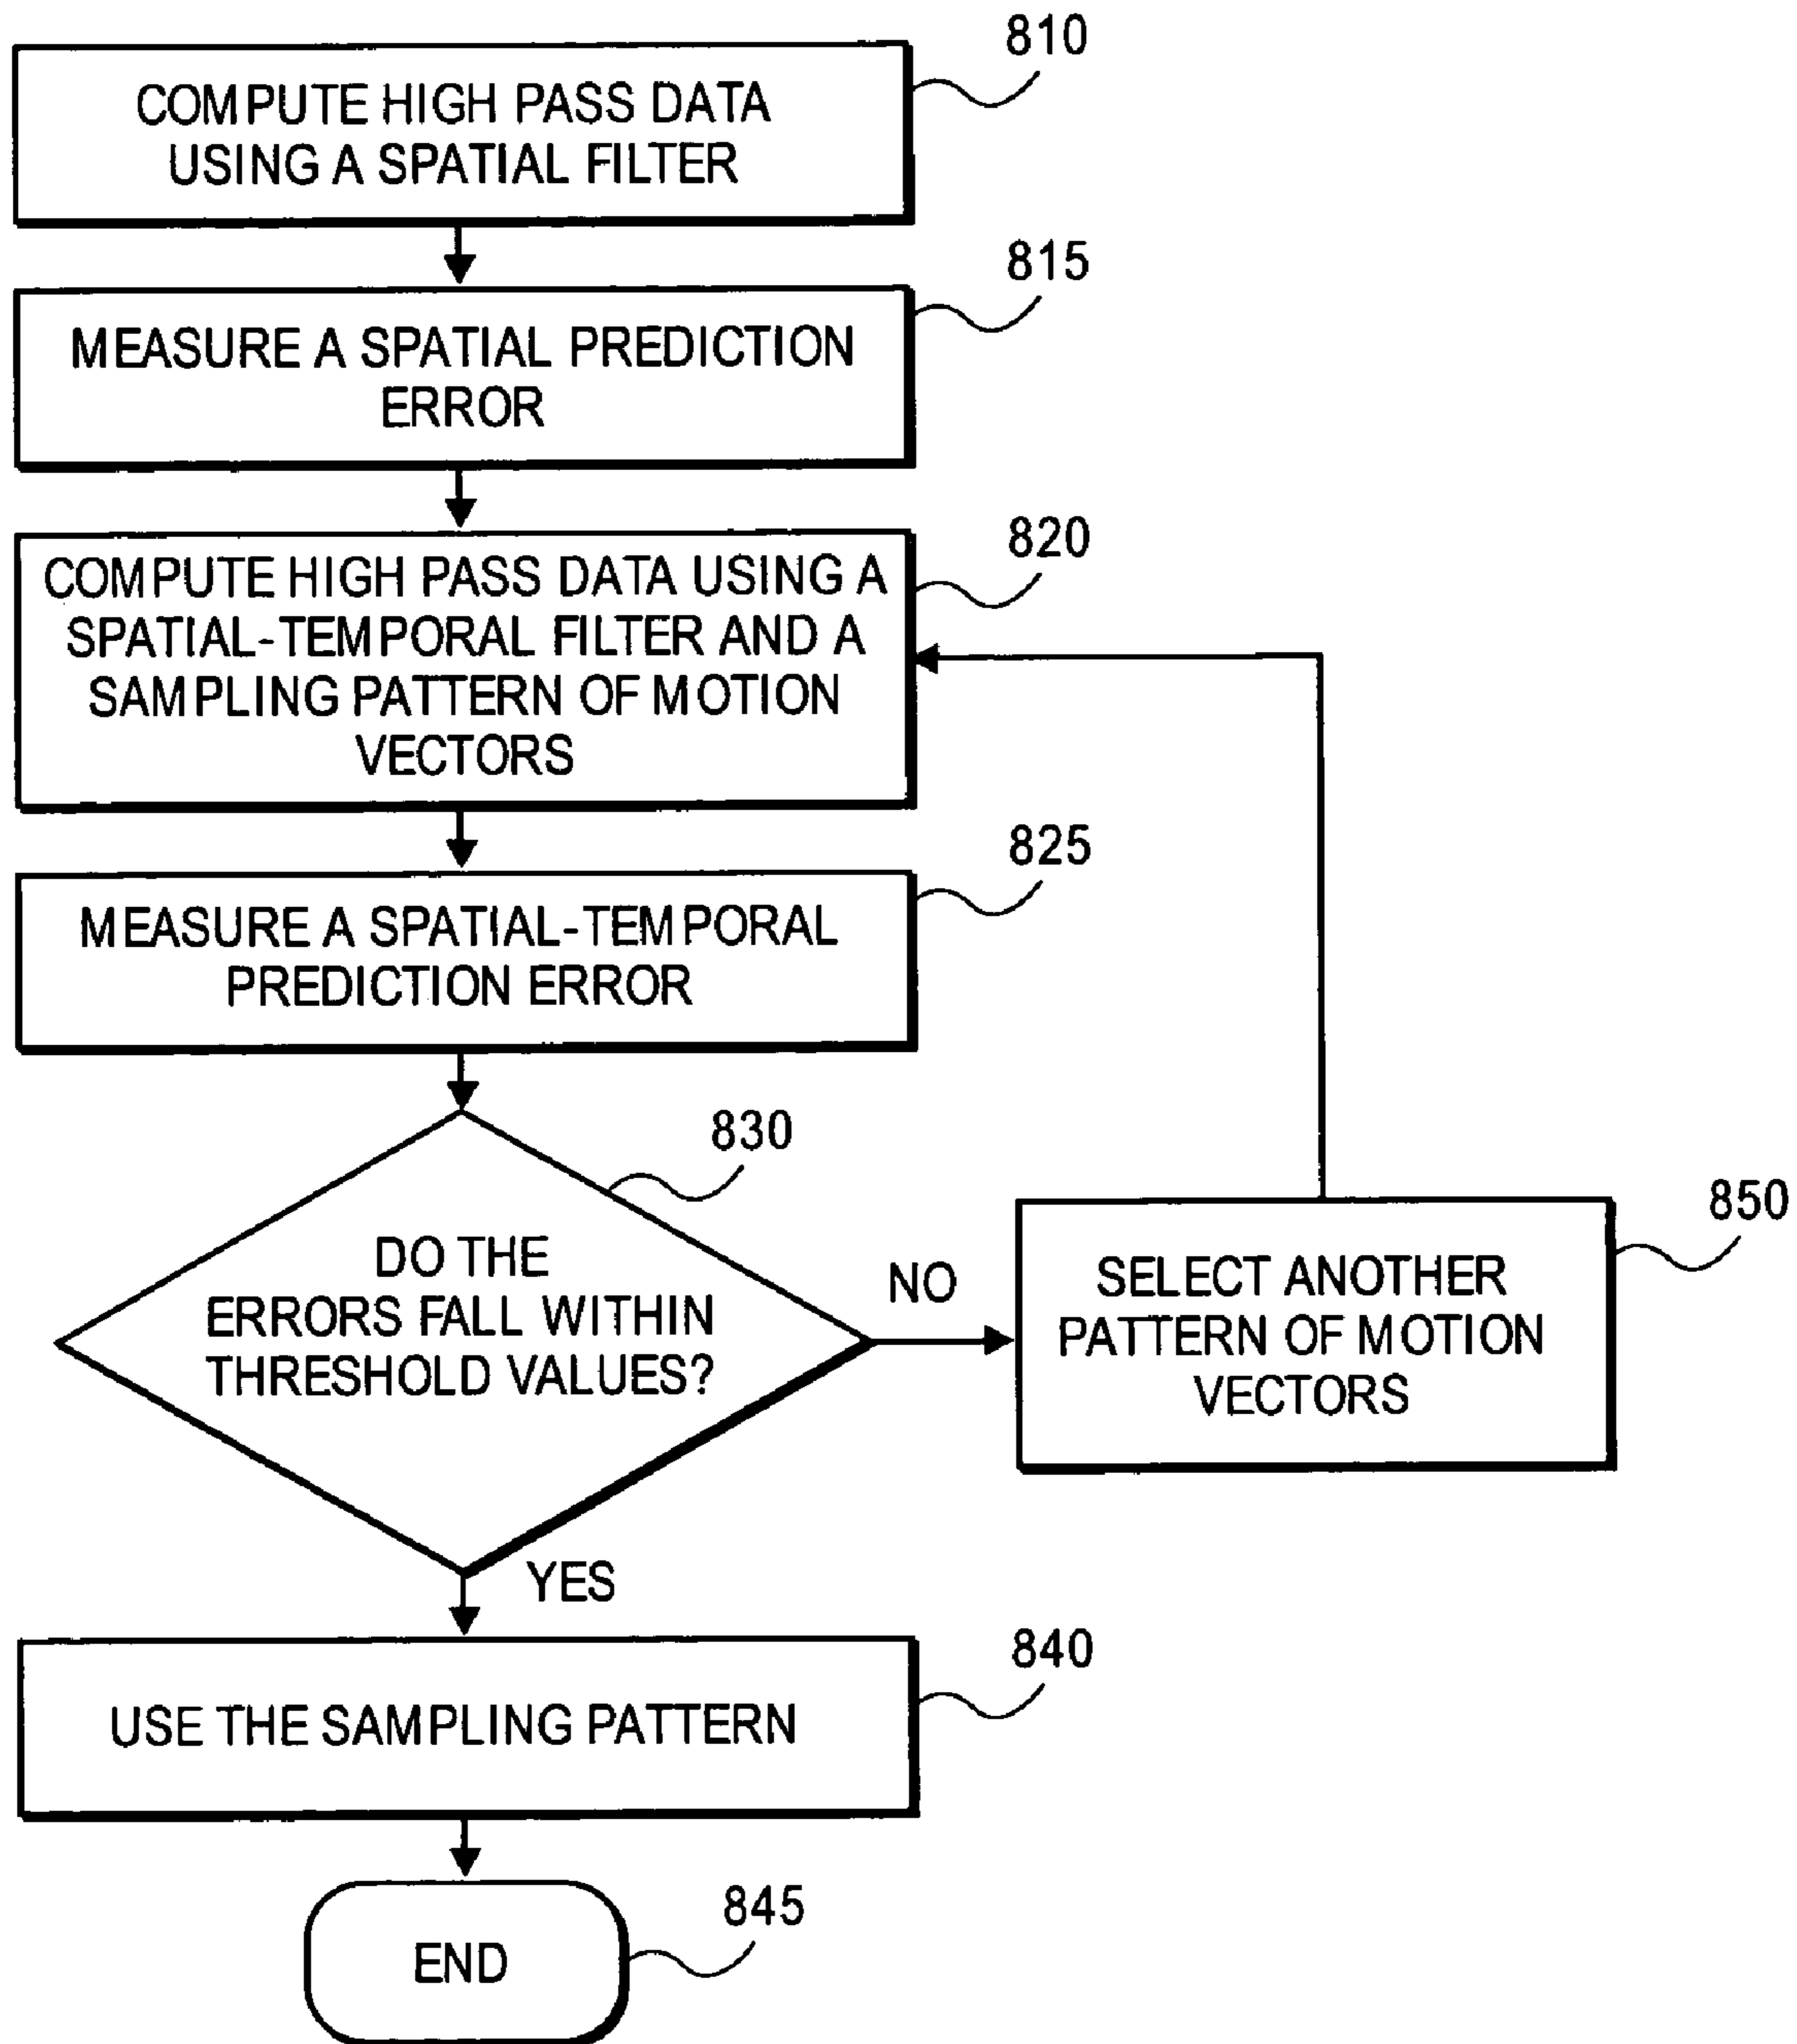 810
COMPUTE HIGH PASS DATA
USING A SPATIAL FILTER
815
MEASURE A SPATIAL PREDICTION
ERROR
820
COMPUTE HIGH PASS DATA USING A
SPATIAL-TEMPORAL FILTER AND A
SAMPLING PATTERN OF MOTION
VECTORS
825
MEASURE A SPATIAL-TEMPORAL
PREDICTION ERROR
830
DO THE
ERRORS FALL WITHIN
THRESHOLD VALUES?
NO
850
SELECT ANOTHER
PATTERN OF MOTION
VECTORS
YES
840
USE THE SAMPLING PATTERN
845
END